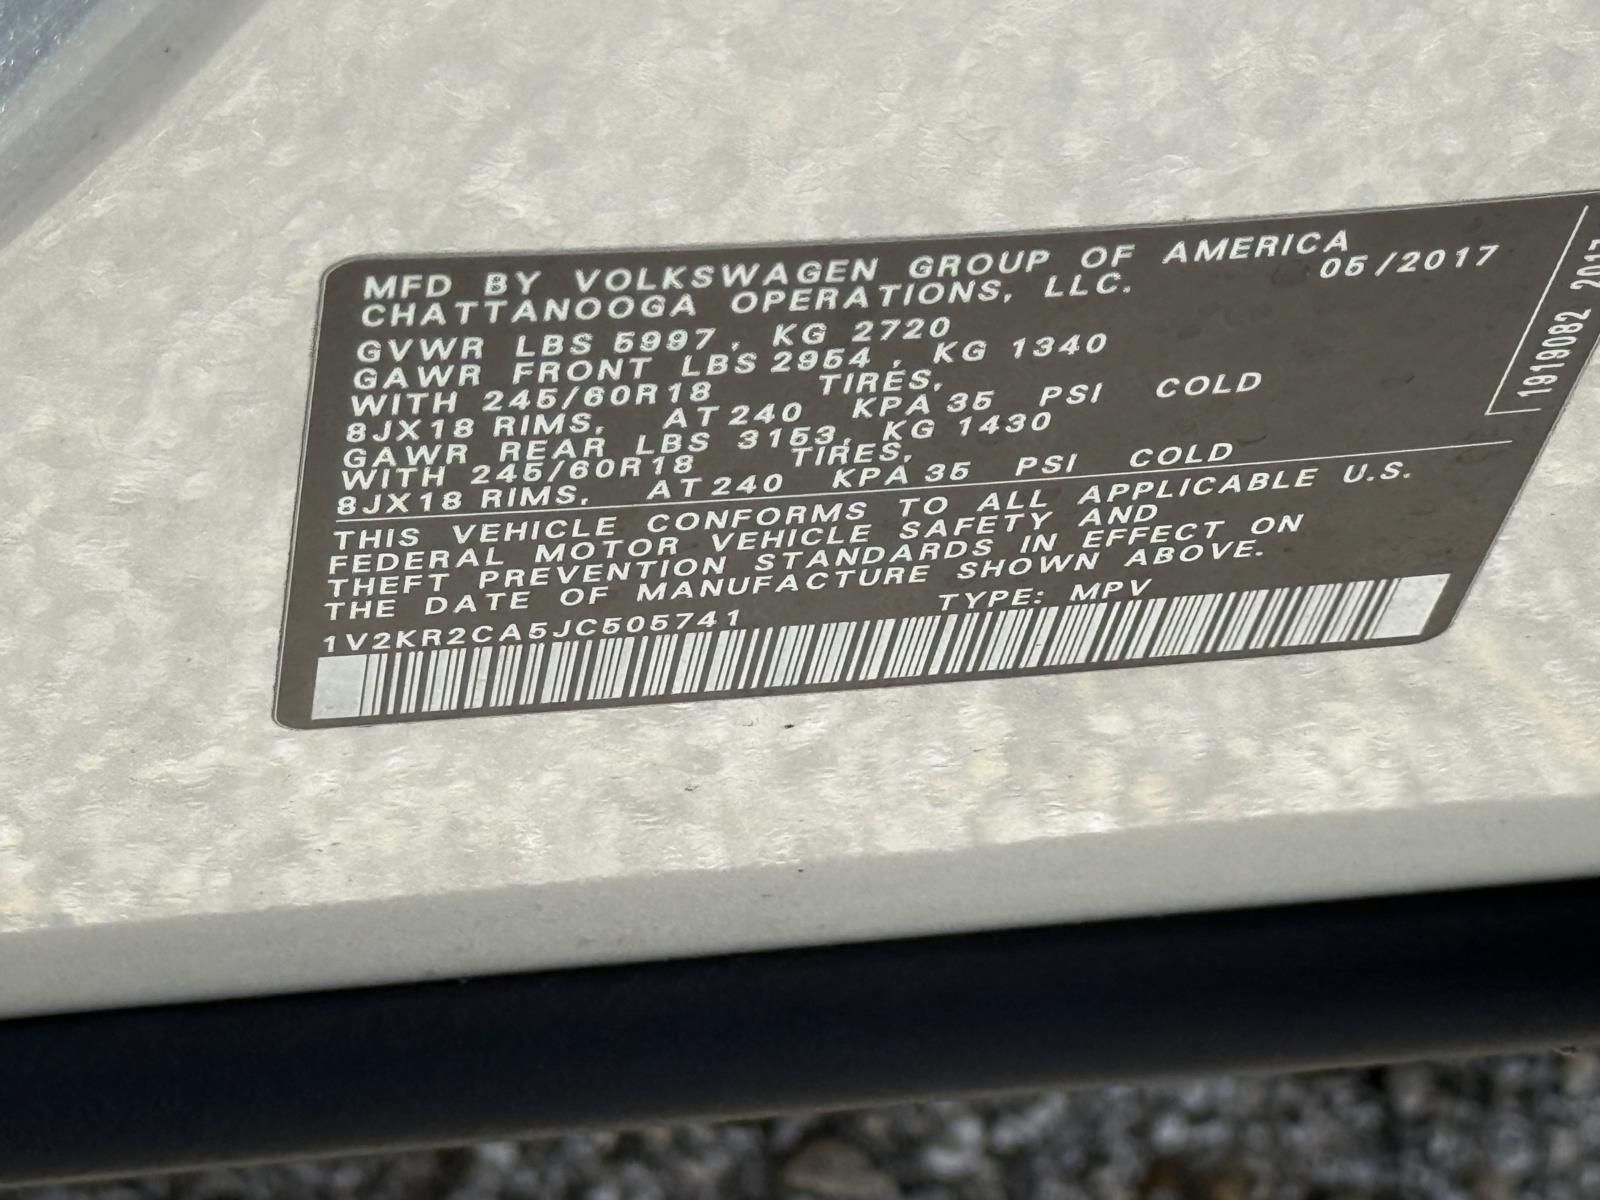 MFD BY VOLKSWAGEN GROUP OF AMERICA
CHATTANOOGA OPERATIONS, LLC. 05/2017
GVWR LBS 5997, KG 2720
GAWR FRONT LBS 2954, KG 1340
WITH 245/60R18 TIRES,
8JX18 RIMS, AT 240 KPA 35 PSI COLD
GAWR REAR LBS 3153, KG 1430
WITH 245/60R18 TIRES,
8JX18 RIMS, AT 240 KPA 35 PSI COLD
THIS VEHICLE CONFORMS TO ALL APPLICABLE U.S.
FEDERAL MOTOR VEHICLE SAFETY AND
THEFT PREVENTION STANDARDS IN EFFECT ON
THE DATE OF MANUFACTURE SHOWN ABOVE.
1V2KR2CA5JC505741 TYPE: MPV
1919082 2017